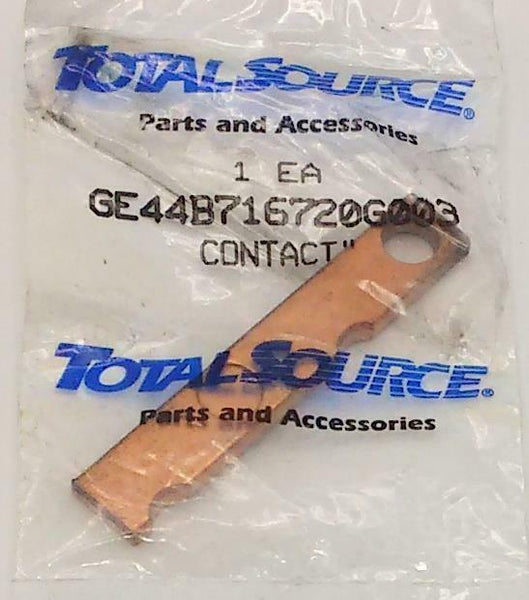 TOTALSOURCE®
Parts and Accessories
1 EA
GE44B716720G003
CONTACT"
TOTALSOURCE®
Parts and Accessories